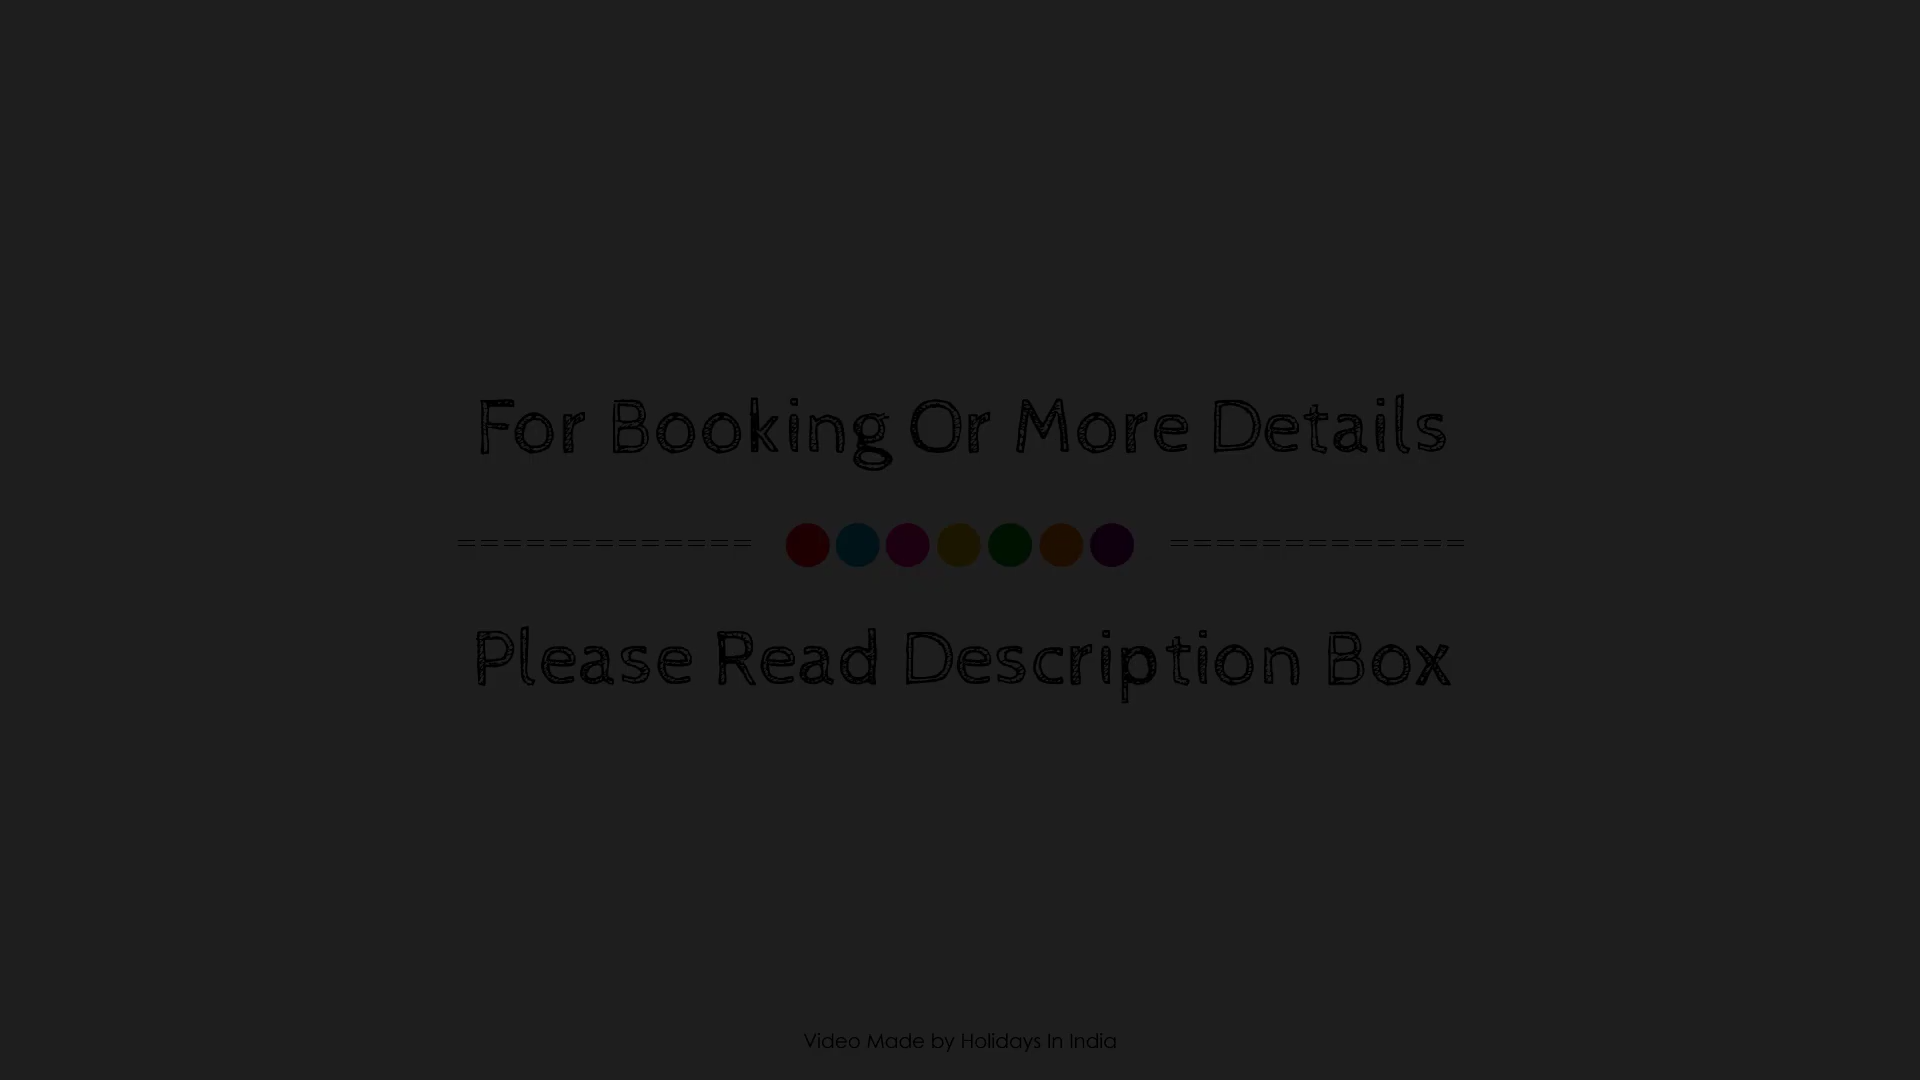 For Booking Or More Details
============= =============
Please Read Description Box
Video Made by Holidays In India